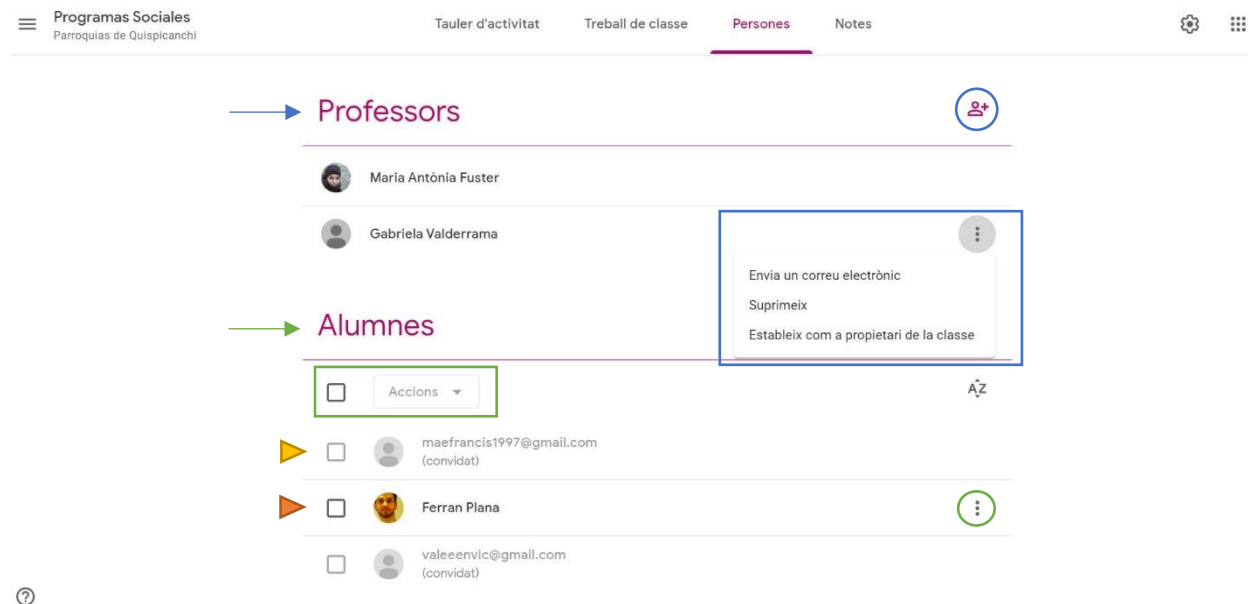 Programas Sociales
Parroquias de Quispicanchi
Tauler d'activitat Treball de classe Persones Notes
Professors
Maria Antònia Fuster
Gabriela Valderrama
Envia un correu electrònic
Suprimeix
Estableix com a propietari de la classe
Alumnes
Accions
AZ
maefrancis1997@gmail.com
(convidat)
Ferran Plana
valeeenvic@gmail.com
(convidat)